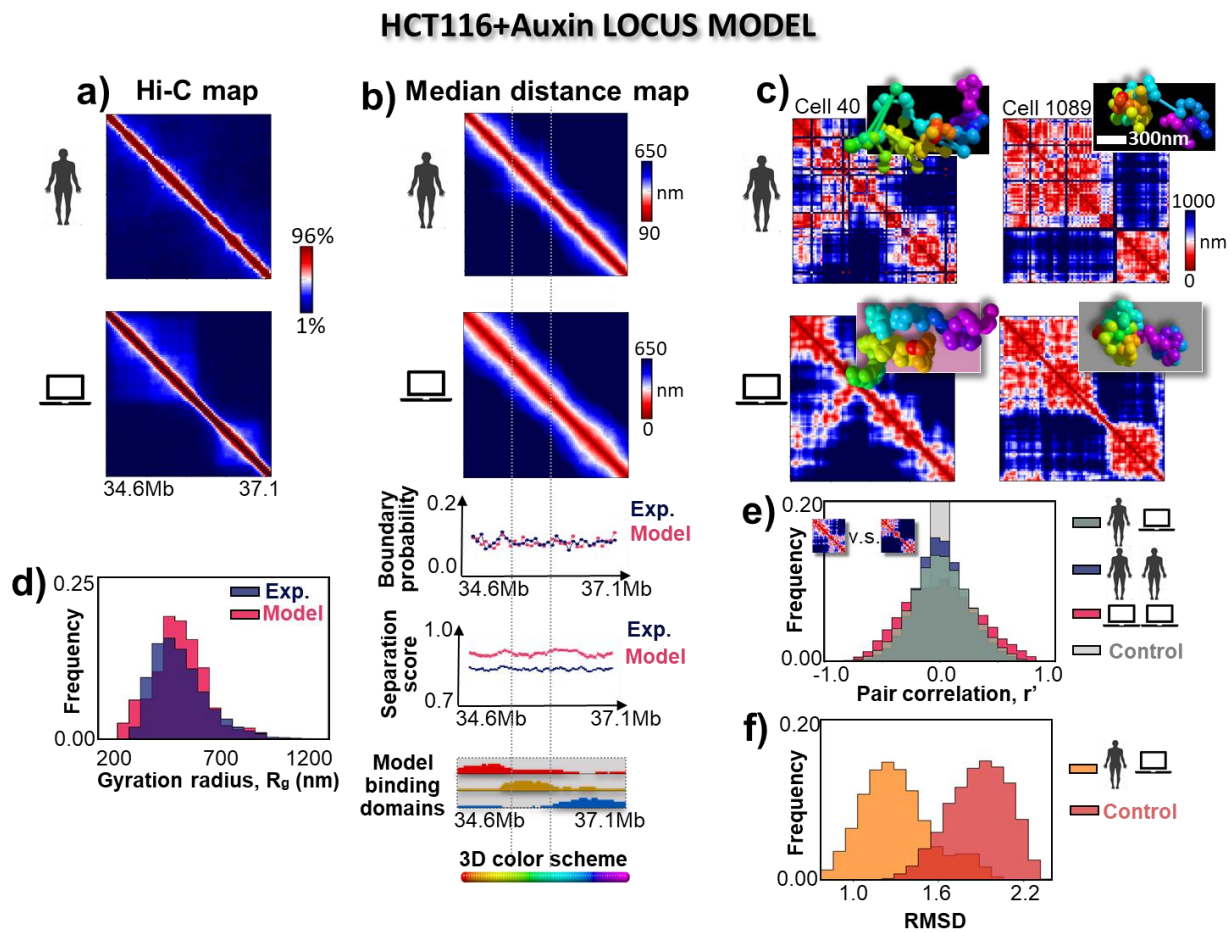 HCT116+Auxin LOCUS MODEL
a) Hi-C map
96%
1%
34.6Mb 37.1
b) Median distance map
650
nm
90
650
nm
0
Boundary probability
0.2
0.0
Exp.
Model
34.6Mb 37.1Mb
Separation score
1.0
0.7
Exp.
Model
34.6Mb 37.1Mb
Model
binding
domains
34.6Mb 37.1Mb
3D color scheme
c)
Cell 40
Cell 1089
300nm
1000
nm
0
d)
0.25
Frequency
0.00
Exp.
Model
200 700 1200
Gyration radius, Rg (nm)
e)
0.20
Frequency
0.00
v.s.
Control
-1.0 0.0 1.0
Pair correlation, r'
f)
0.20
Frequency
0.00
Control
1.0 1.6 2.2
RMSD